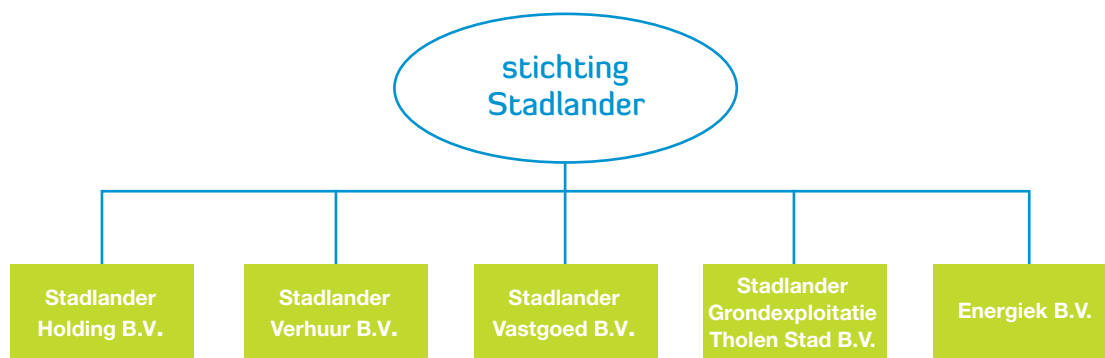 stichting
Stadlander
Stadlander
Holding B.V.
Stadlander
Verhuur B.V.
Stadlander
Vastgoed B.V.
Stadlander
Grondexploitatie
Tholen Stad B.V.
Energiek B.V.